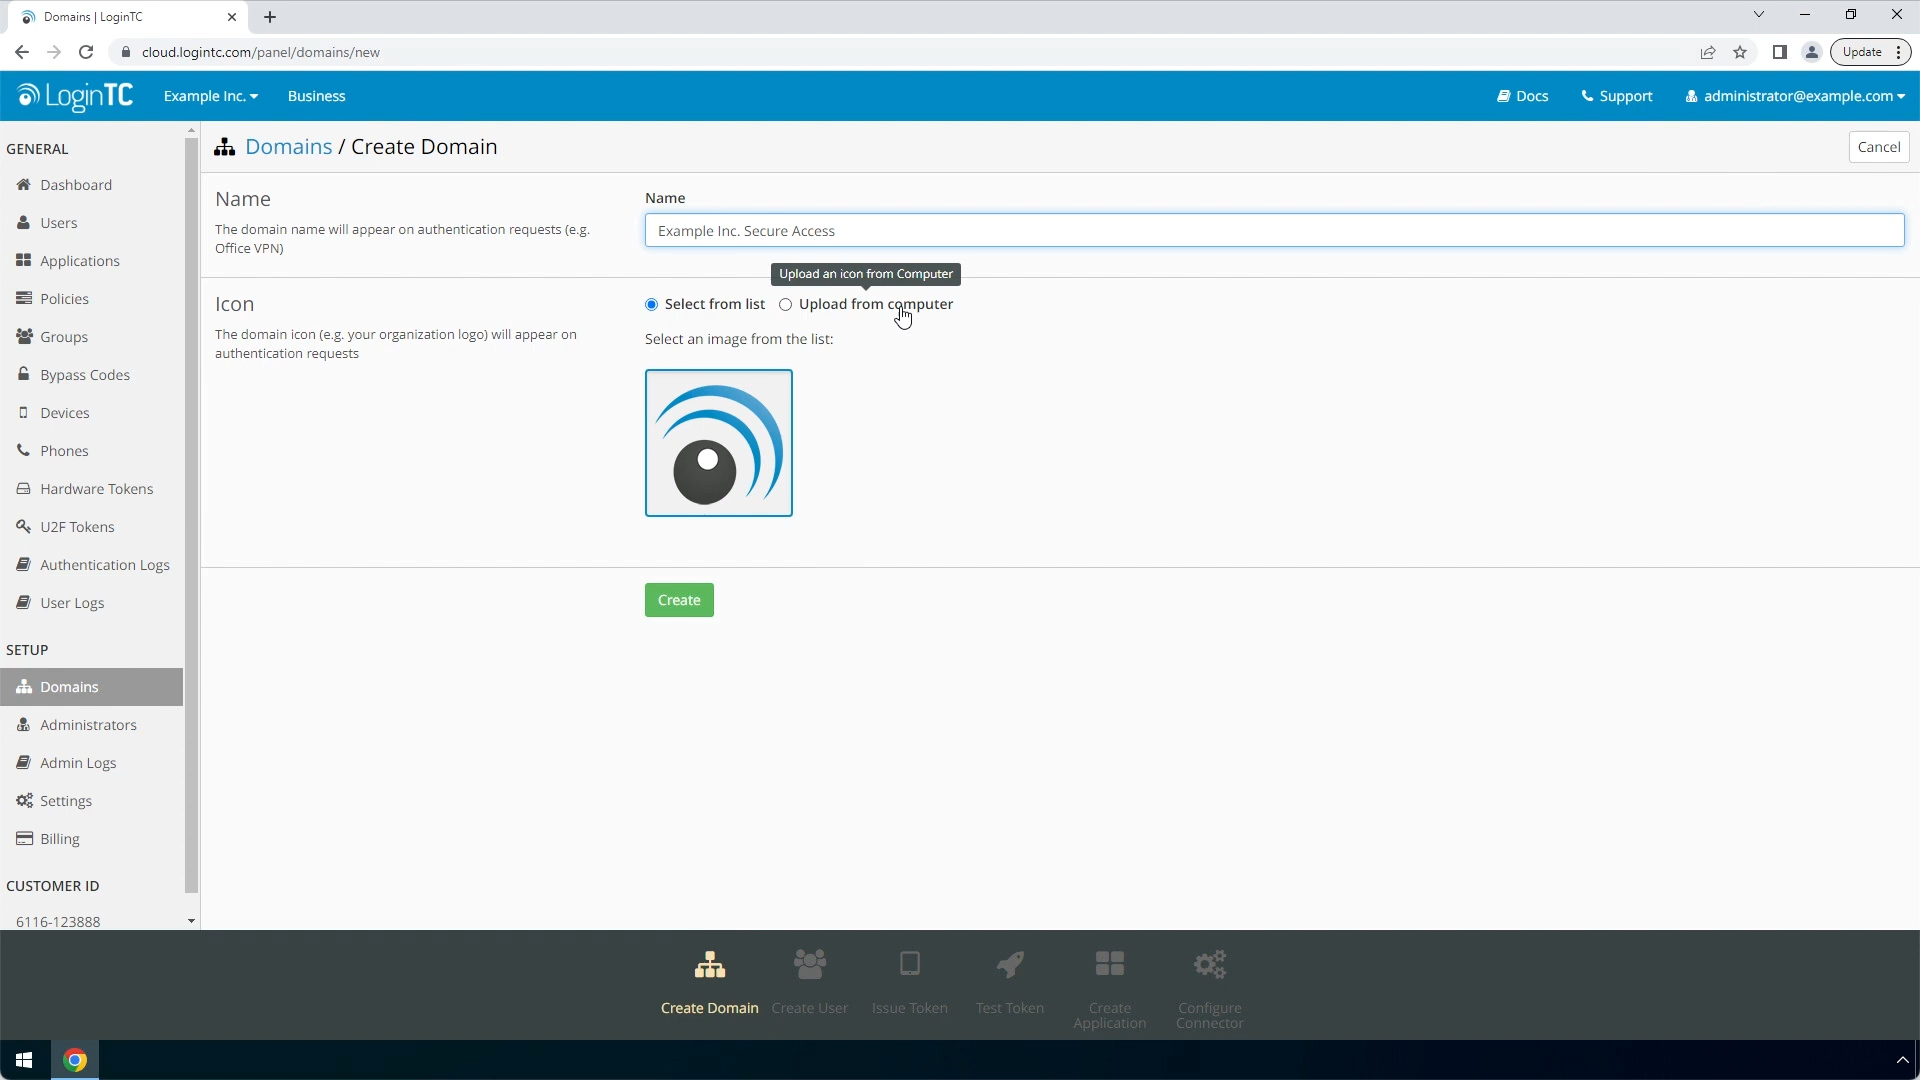 Domains | LoginTC
cloud.logintc.com/panel/domains/new
Update
LoginTC
Example Inc.
Business
Docs
Support
administrator@example.com
GENERAL
Dashboard
Users
Applications
Policies
Groups
Bypass Codes
Devices
Phones
Hardware Tokens
U2F Tokens
Authentication Logs
User Logs
SETUP
Domains
Administrators
Admin Logs
Settings
Billing
CUSTOMER ID
6116-123888
Domains / Create Domain
Cancel
Name
The domain name will appear on authentication requests (e.g.
Office VPN)
Name
Example Inc. Secure Access
Upload an icon from Computer
Icon
The domain icon (e.g. your organization logo) will appear on
authentication requests
Select from list
Upload from computer
Select an image from the list:
Create
Create Domain
Create User
Issue Token
Test Token
Create
Application
Configure
Connector